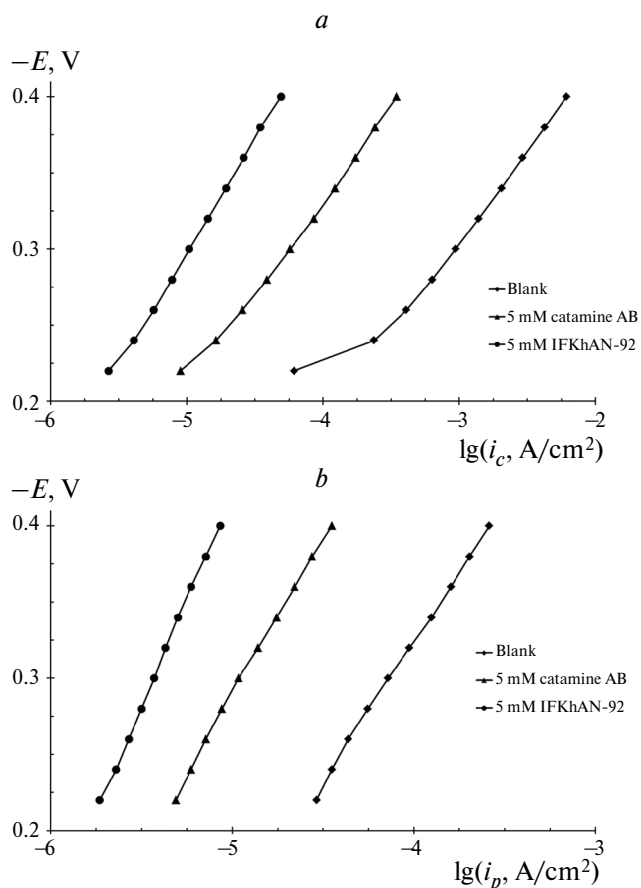 a
−E, V
0.4
0.3
Blank
5 mM catamine AB
5 mM IFKhAN-92
0.2
−6 −5 −4 −3 −2
lg(i_c, A/cm²)
b
−E, V
0.4
0.3
Blank
5 mM catamine AB
5 mM IFKhAN-92
0.2
−6 −5 −4 −3
lg(i_p, A/cm²)